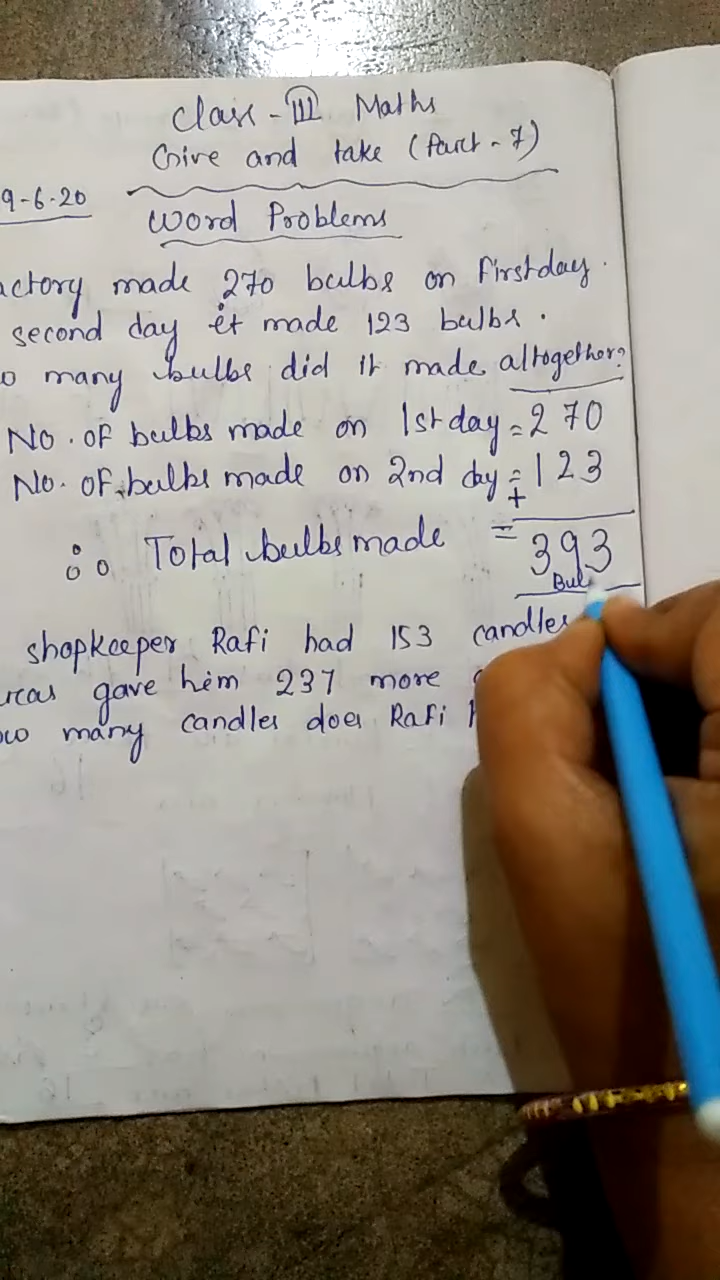 Class - III Maths
Give and take (Part - 7)
9-6-20
Word Problems
actory made 270 bulbs on First day.
second day it made 123 bulbs.
many bulbs did it made altogether?
No. of bulbs made on 1st day = 270
No. of bulbs made on 2nd day = + 123
∴ Total bulbs made = 393
Bul
shopkeeper Rafi had 153 candles
gave him 237 more
many candles does Rafi